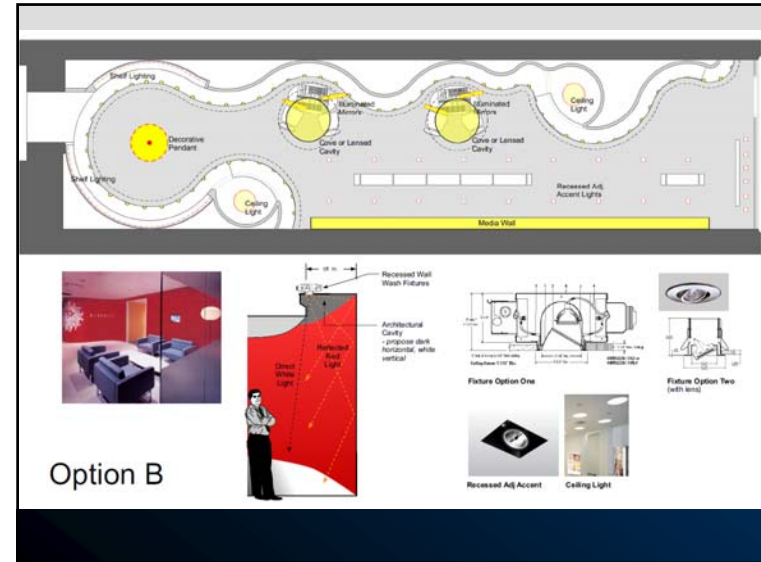 Shelf Lighting
Illuminated
Mirrors
Illuminated
Mirrors
Ceiling
Light
Decorative
Pendant
Cove or Lensed
Cavity
Cove or Lensed
Cavity
Shelf Lighting
Recessed Adj.
Accent Lights
Ceiling
Light
Media Wall
Recessed Wall
Wash Fixtures
Architectural
Cavity
- propose dark
horizontal, white
vertical
Reflected
Red
Light
Direct
White
Light
Fixture Option One
Fixture Option Two
(with lens)
Option B
Recessed Adj Accent
Ceiling Light